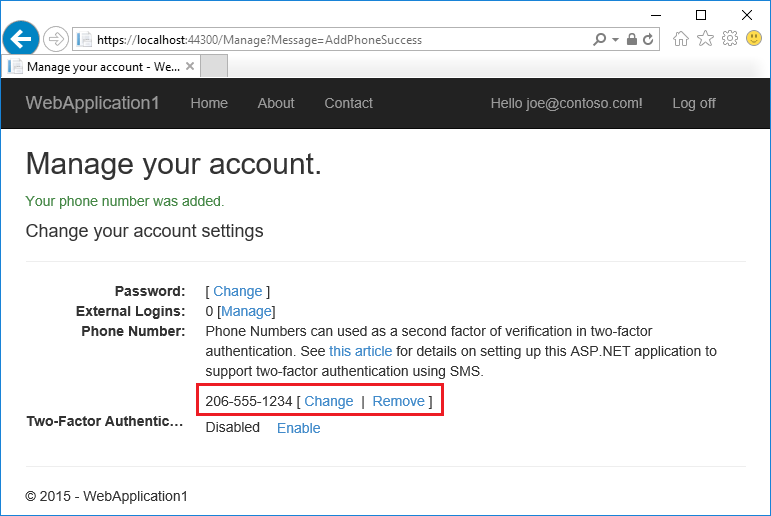 https://localhost:44300/Manage?Message=AddPhoneSuccess
Manage your account - We...
WebApplication1 Home About Contact Hello joe@contoso.com! Log off
Manage your account.
Your phone number was added.
Change your account settings
Password: [ Change ]
External Logins: 0 [Manage]
Phone Number: Phone Numbers can used as a second factor of verification in two-factor
authentication. See this article for details on setting up this ASP.NET application to
support two-factor authentication using SMS.
206-555-1234 [ Change | Remove ]
Two-Factor Authentic... Disabled Enable
© 2015 - WebApplication1